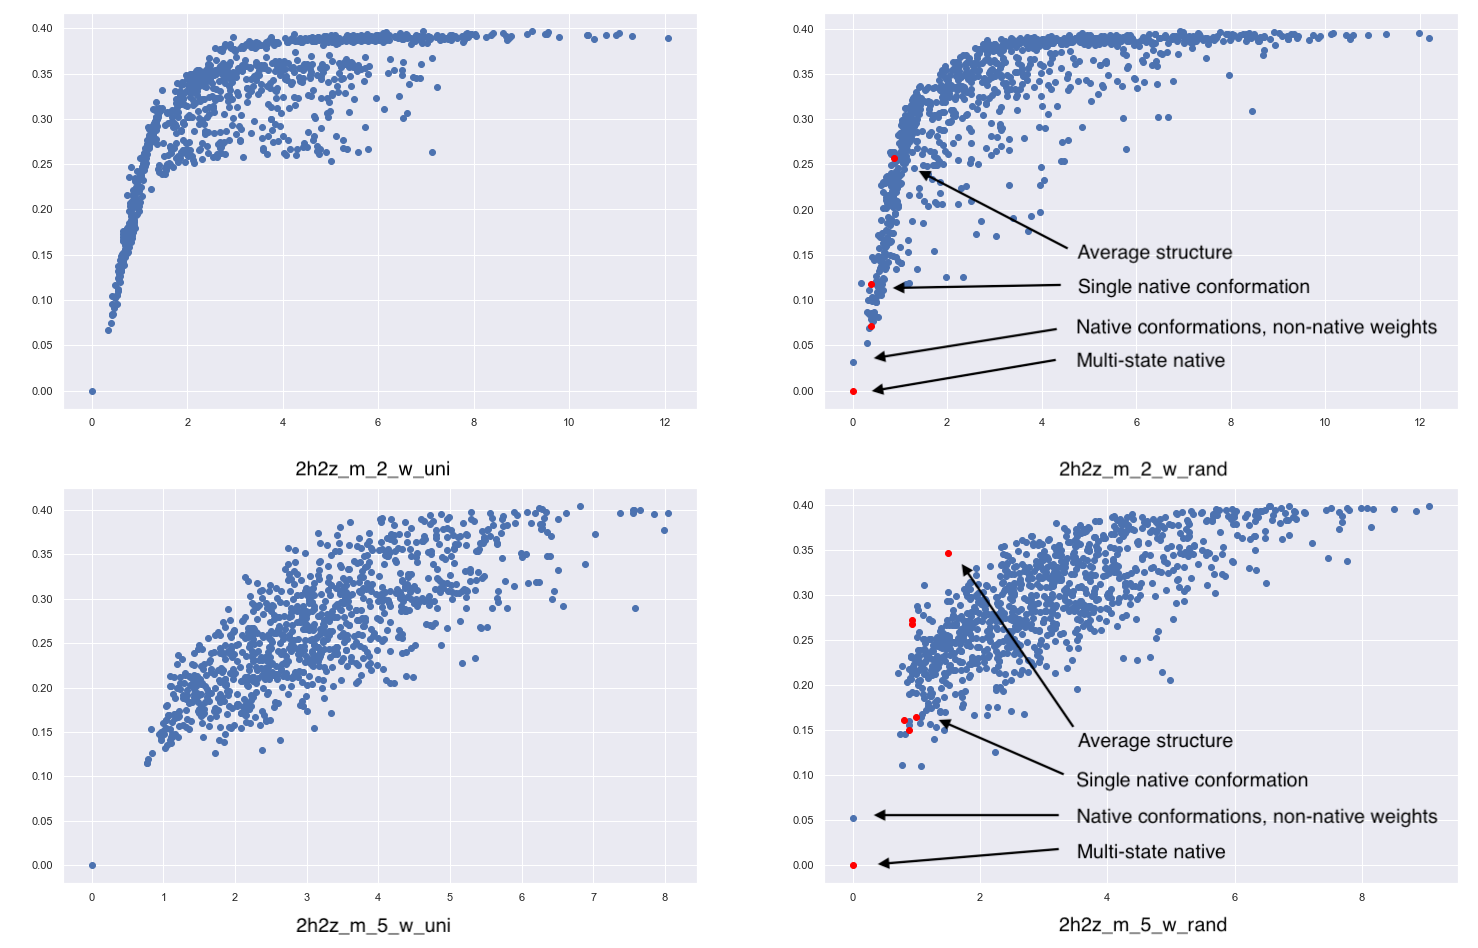 0.40
0.35
0.30
0.25
0.20
0.15
0.10
0.05
0.00
0 2 4 6 8 10 12
2h2z_m_2_w_uni
0.40
0.35
0.30
0.25
0.20
0.15
0.10
0.05
0.00
Average structure
Single native conformation
Native conformations, non-native weights
Multi-state native
0 2 4 6 8 10 12
2h2z_m_2_w_rand
0.40
0.35
0.30
0.25
0.20
0.15
0.10
0.05
0.00
0 1 2 3 4 5 6 7 8
2h2z_m_5_w_uni
0.40
0.35
0.30
0.25
0.20
0.15
0.10
0.05
0.00
Average structure
Single native conformation
Native conformations, non-native weights
Multi-state native
0 2 4 6 8
2h2z_m_5_w_rand